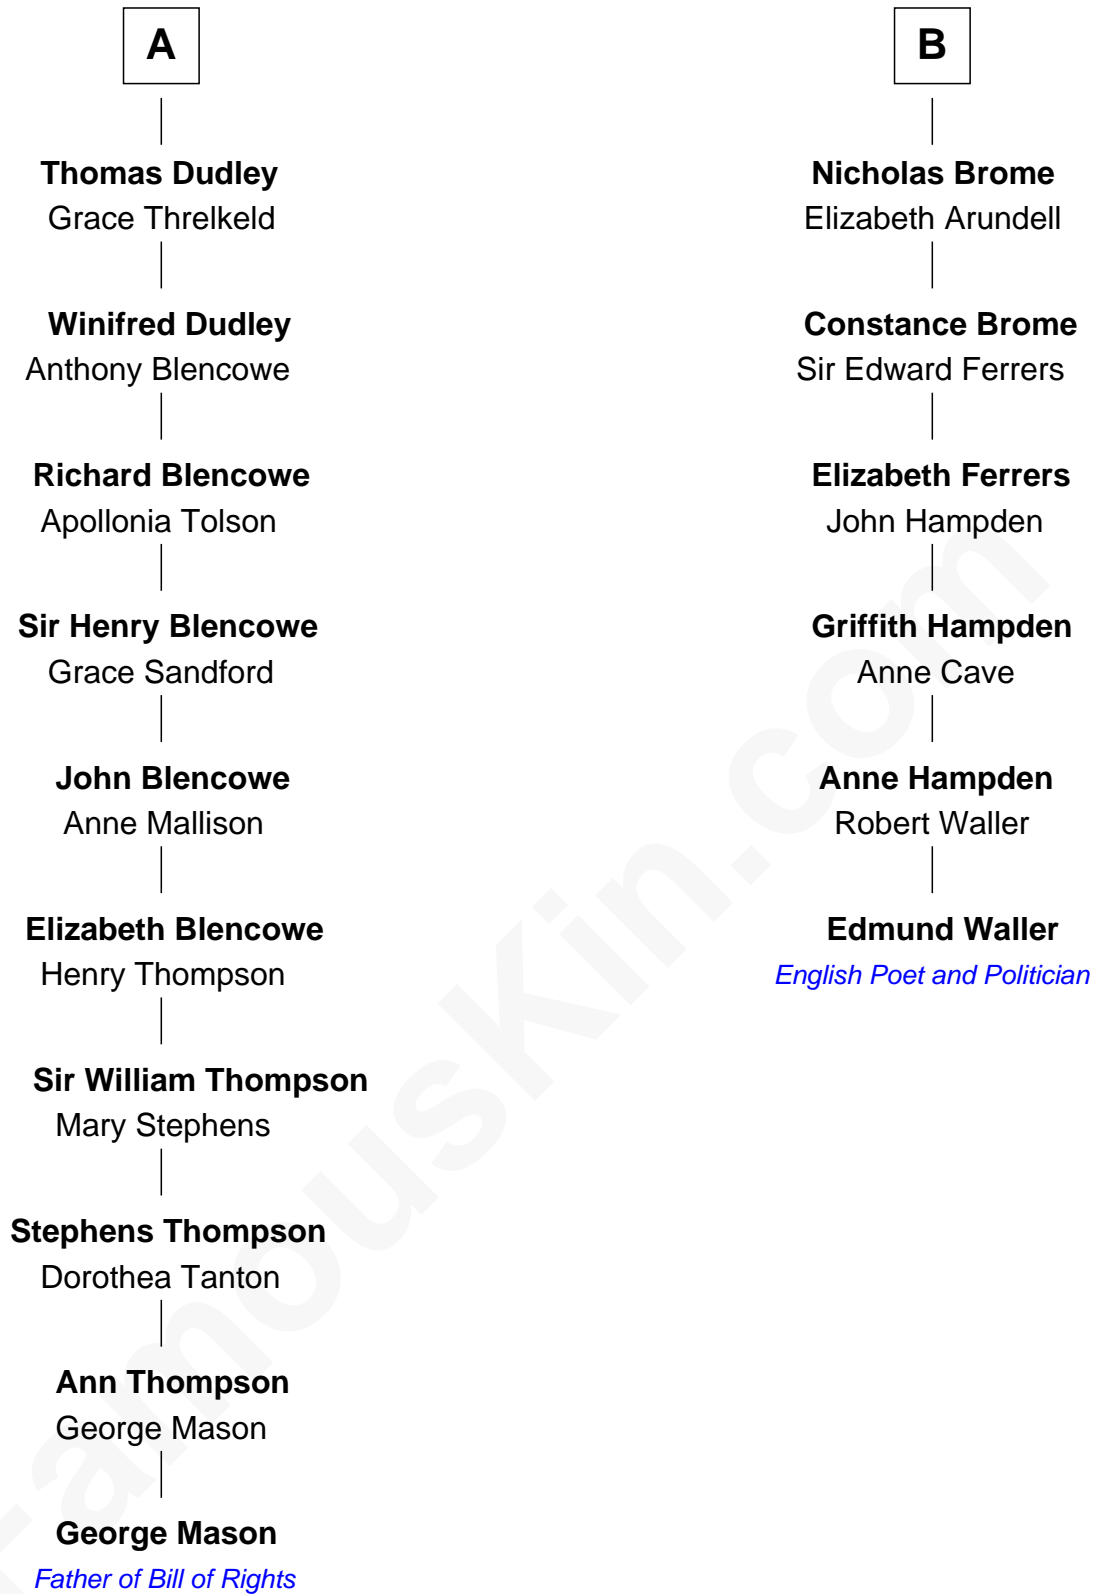 A
Thomas Dudley
Grace Threlkeld
Winifred Dudley
Anthony Blencowe
Richard Blencowe
Apollonia Tolson
Sir Henry Blencowe
Grace Sandford
John Blencowe
Anne Mallison
Elizabeth Blencowe
Henry Thompson
Sir William Thompson
Mary Stephens
Stephens Thompson
Dorothea Tanton
Ann Thompson
George Mason
George Mason
Father of Bill of Rights
B
Nicholas Brome
Elizabeth Arundell
Constance Brome
Sir Edward Ferrers
Elizabeth Ferrers
John Hampden
Griffith Hampden
Anne Cave
Anne Hampden
Robert Waller
Edmund Waller
English Poet and Politician
FamousKin.com